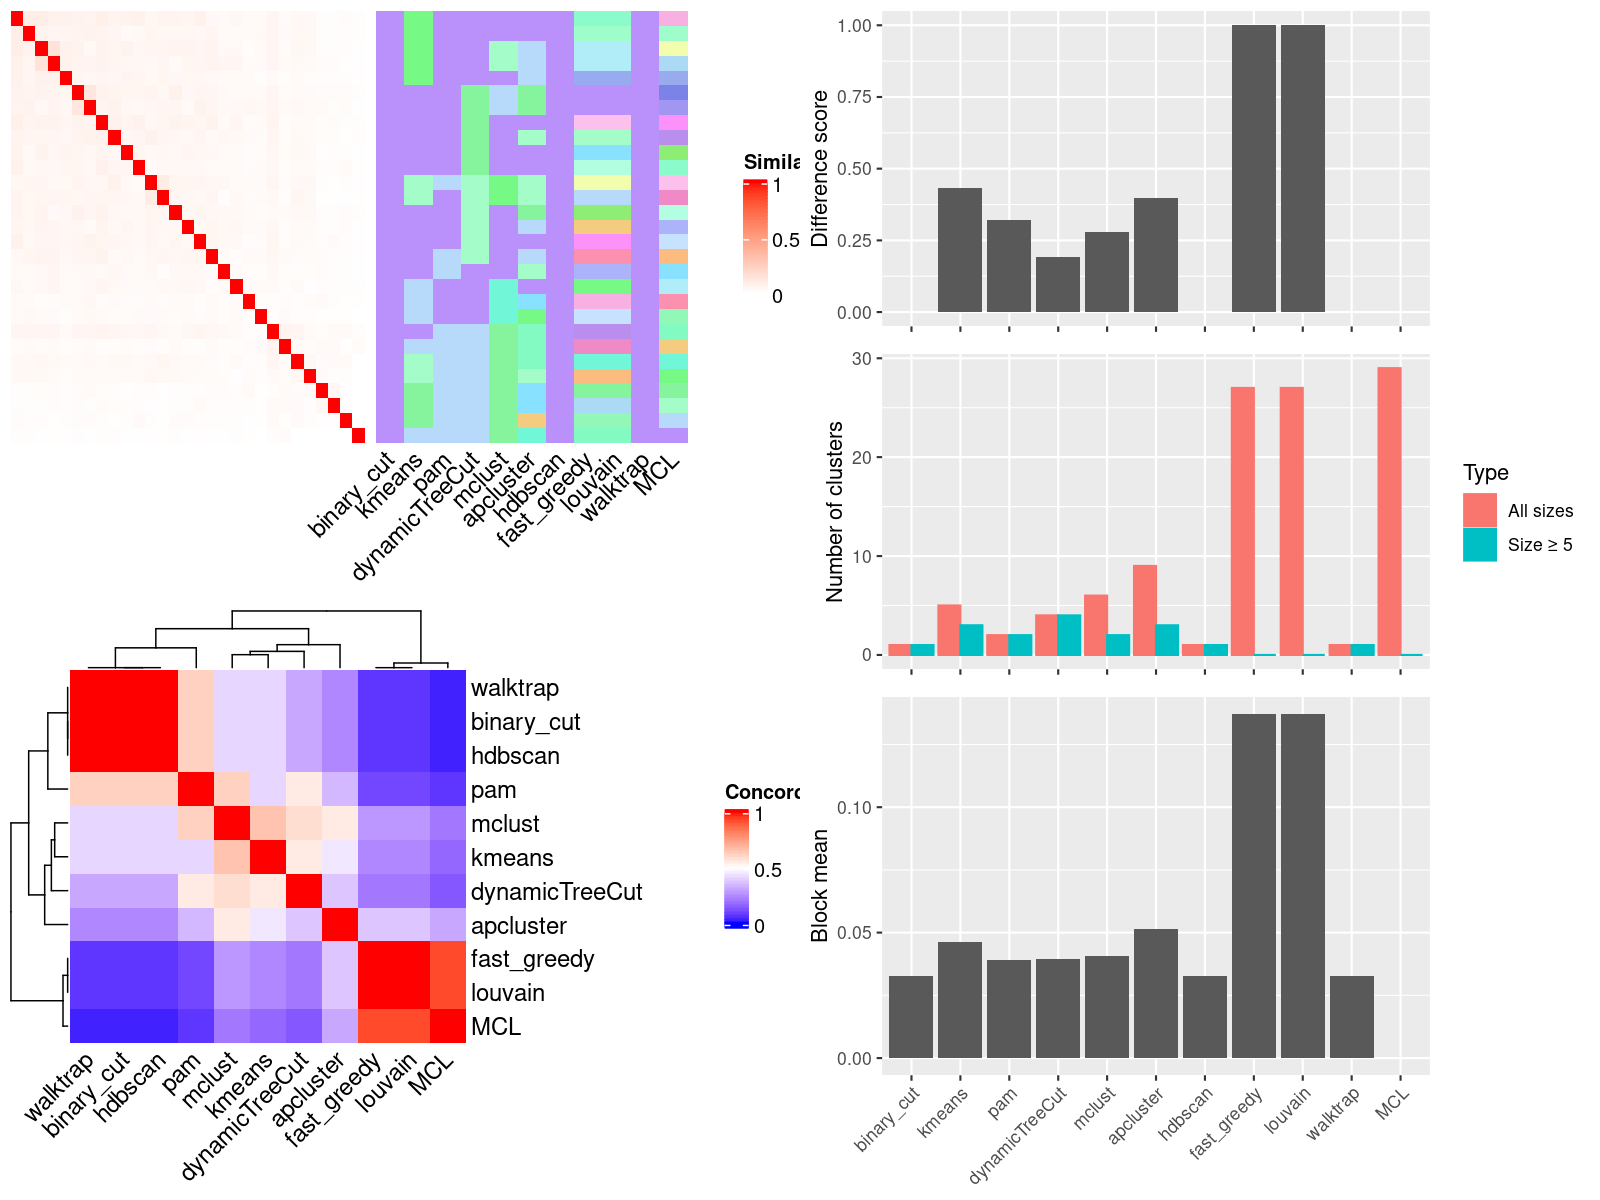 Simila
1
0.5
0
binary_cut
kmeans
pam
dynamicTreeCut
mclust
apcluster
hdbscan
fast_greedy
louvain
walktrap
MCL
walktrap
binary_cut
hdbscan
pam
mclust
kmeans
dynamicTreeCut
apcluster
fast_greedy
louvain
MCL
walktrap
binary_cut
hdbscan
pam
mclust
kmeans
dynamicTreeCut
apcluster
fast_greedy
louvain
MCL
Concord
1
0.5
0
Difference score
1.00
0.75
0.50
0.25
0.00
Number of clusters
30
20
10
0
Type
All sizes
Size ≥ 5
Block mean
0.10
0.05
0.00
binary_cut
kmeans
pam
dynamicTreeCut
mclust
apcluster
hdbscan
fast_greedy
louvain
walktrap
MCL